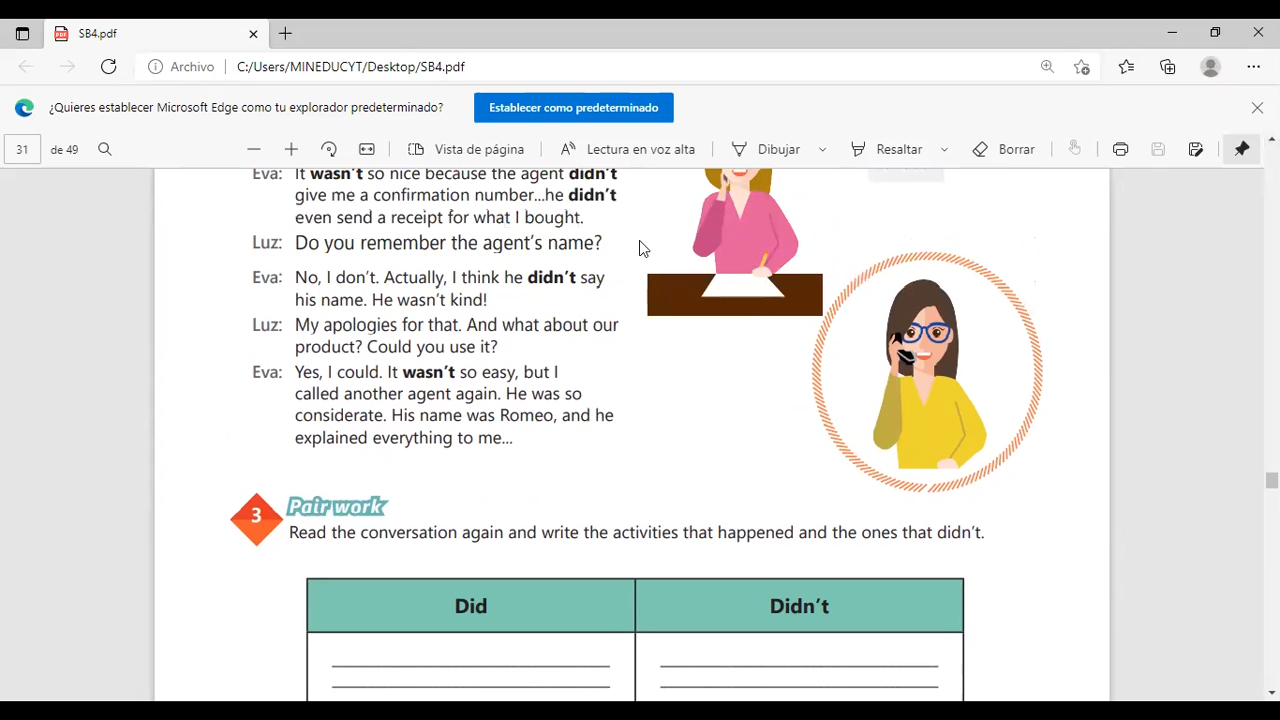 SB4.pdf
Archivo C:/Users/MINEDUCYT/Desktop/SB4.pdf
¿Quieres establecer Microsoft Edge como tu explorador predeterminado? Establecer como predeterminado
31 de 49 Vista de página Lectura en voz alta Dibujar Resaltar Borrar
Eva: It wasn't so nice because the agent didn't
give me a confirmation number...he didn't
even send a receipt for what I bought.
Luz: Do you remember the agent's name?
Eva: No, I don't. Actually, I think he didn't say
his name. He wasn't kind!
Luz: My apologies for that. And what about our
product? Could you use it?
Eva: Yes, I could. It wasn't so easy, but I
called another agent again. He was so
considerate. His name was Romeo, and he
explained everything to me...
3 Pair work
Read the conversation again and write the activities that happened and the ones that didn't.
Did Didn't